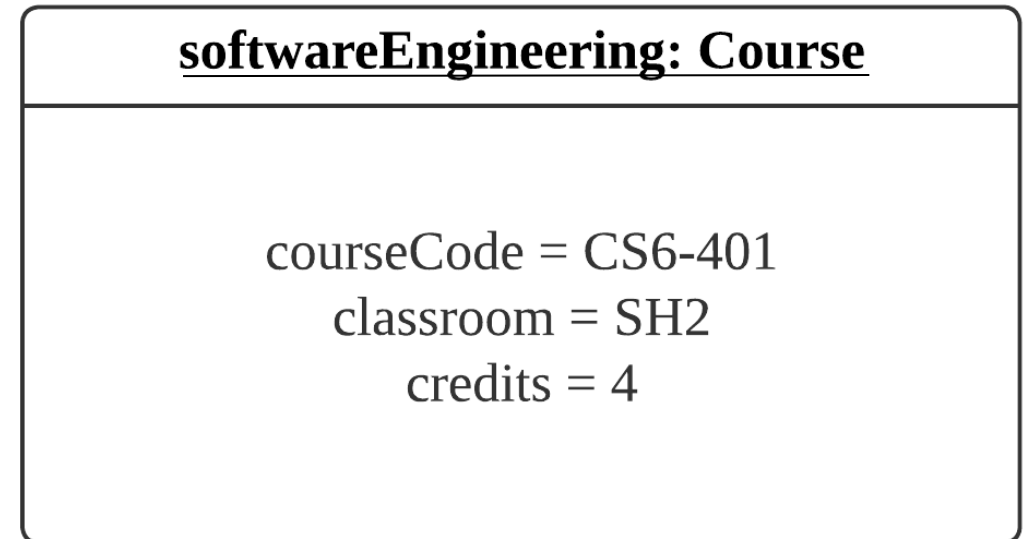 softwareEngineering: Course
courseCode = CS6-401
classroom = SH2
credits = 4